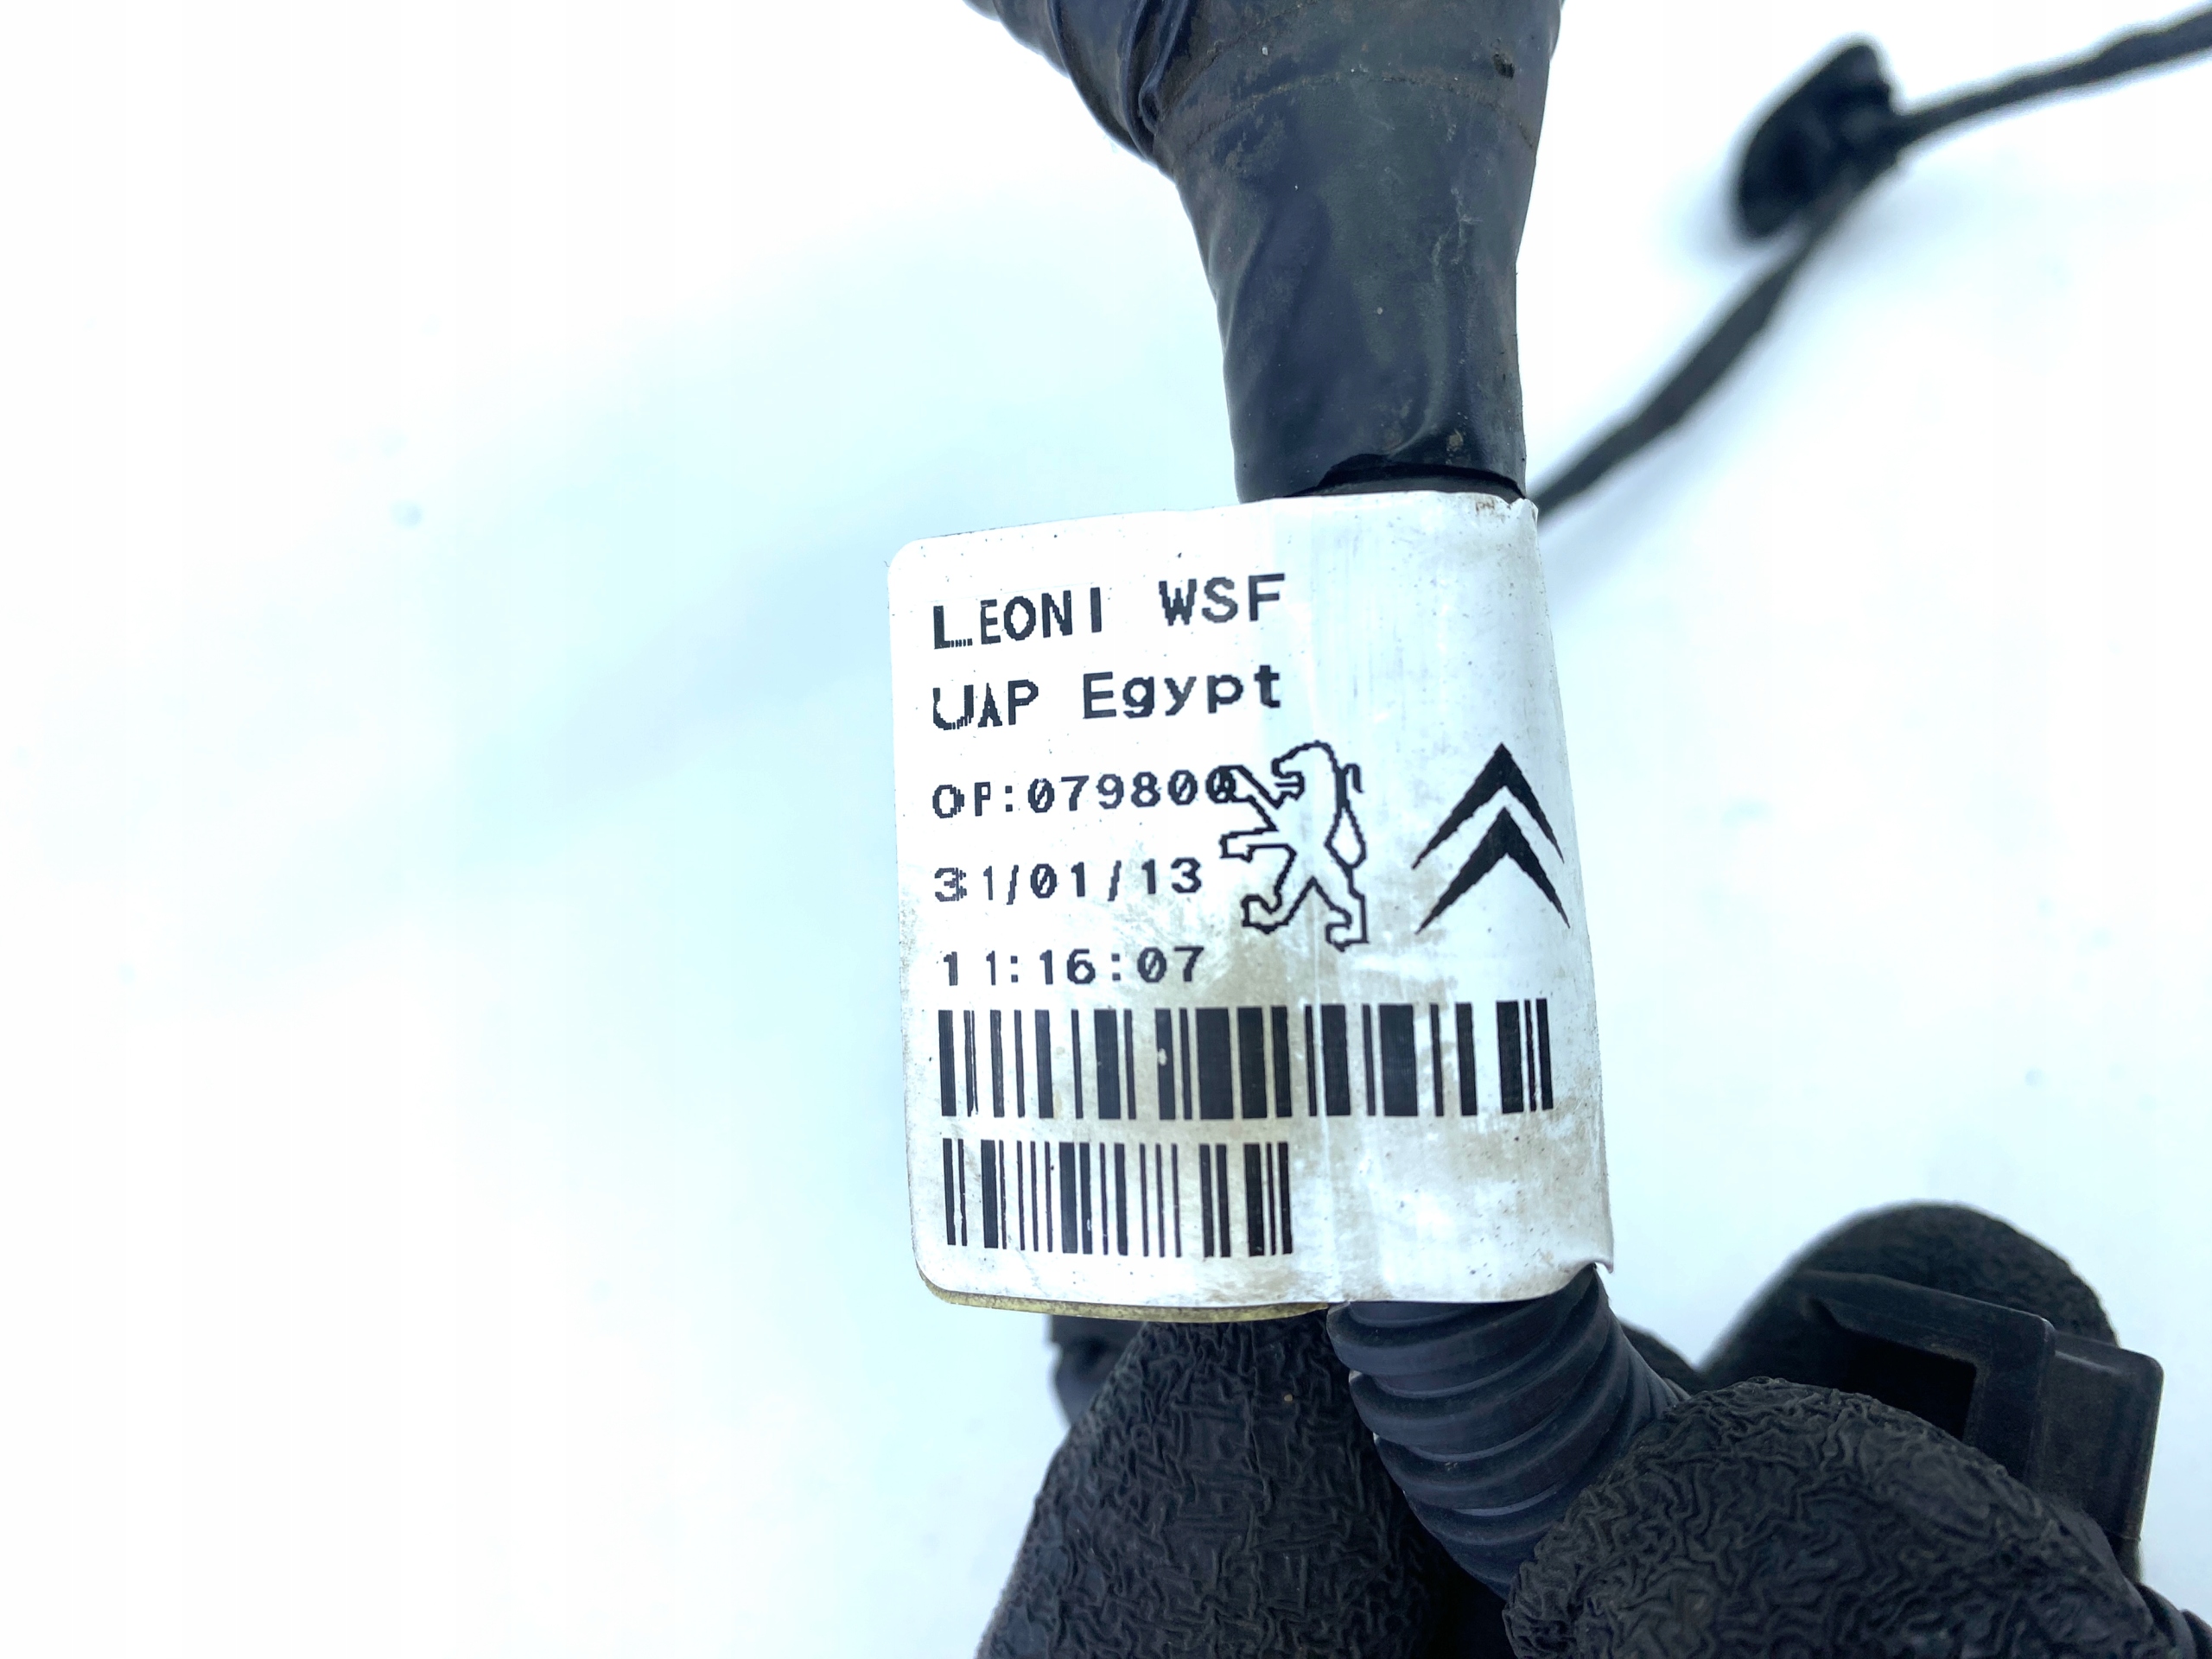 LEONI WSF
UAP Egypt
OP:079800
31/01/13
11:16:07